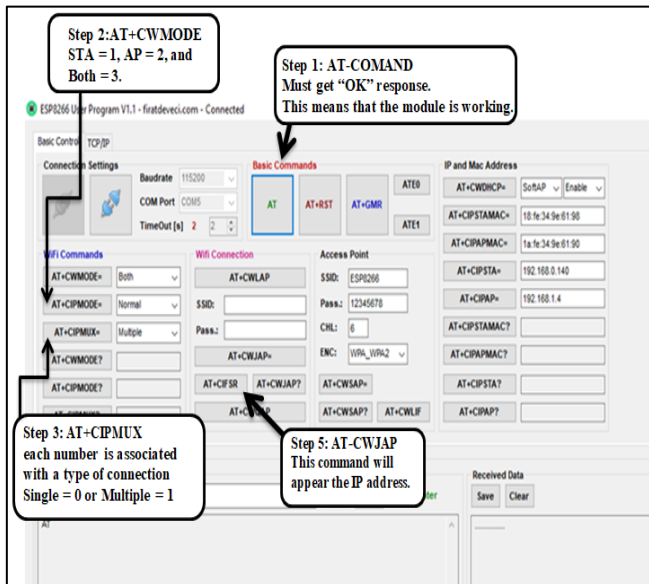 Step 2:AT+CWMODE
STA = 1, AP = 2, and
Both = 3.
Step 1: AT-COMAND
Must get “OK” response.
This means that the module is working.
ESP8266 User Program V1.1 - firatdeveci.com - Connected
Basic Control TCP/IP
Connection Settings
Baudrate 115200
COM Port COM5
TimeOut [s] 2 2
Basic Commands
AT AT+RST AT+GMR
ATE0
ATE1
IP and Mac Address
AT+CWDHCP= SoftAP Enable
AT+CIPSTAMAC= 18:fe:34:9e:61:98
AT+CIPAPMAC= 1a:fe:34:9e:61:90
AT+CIPSTA= 192.168.0.140
AT+CIPAP= 192.168.1.4
AT+CIPSTAMAC?
AT+CIPAPMAC?
AT+CIPSTA?
AT+CIPAP?
WiFi Commands
AT+CWMODE= Both
AT+CIPMODE= Normal
AT+CIPMUX= Multiple
AT+CWMODE?
AT+CIPMODE?
Wifi Connection
AT+CWLAP
SSID:
Pass.:
AT+CWJAP=
AT+CIFSR AT+CWJAP?
Access Point
SSID: ESP8266
Pass.: 12345678
CHL: 6
ENC: WPA_WPA2
AT+CWSAP=
AT+CWSAP? AT+CWLIF
Step 3: AT+CIPMUX
each number is associated
with a type of connection
Single = 0 or Multiple = 1
Step 5: AT-CWJAP
This command will
appear the IP address.
Received Data
Save Clear
AT